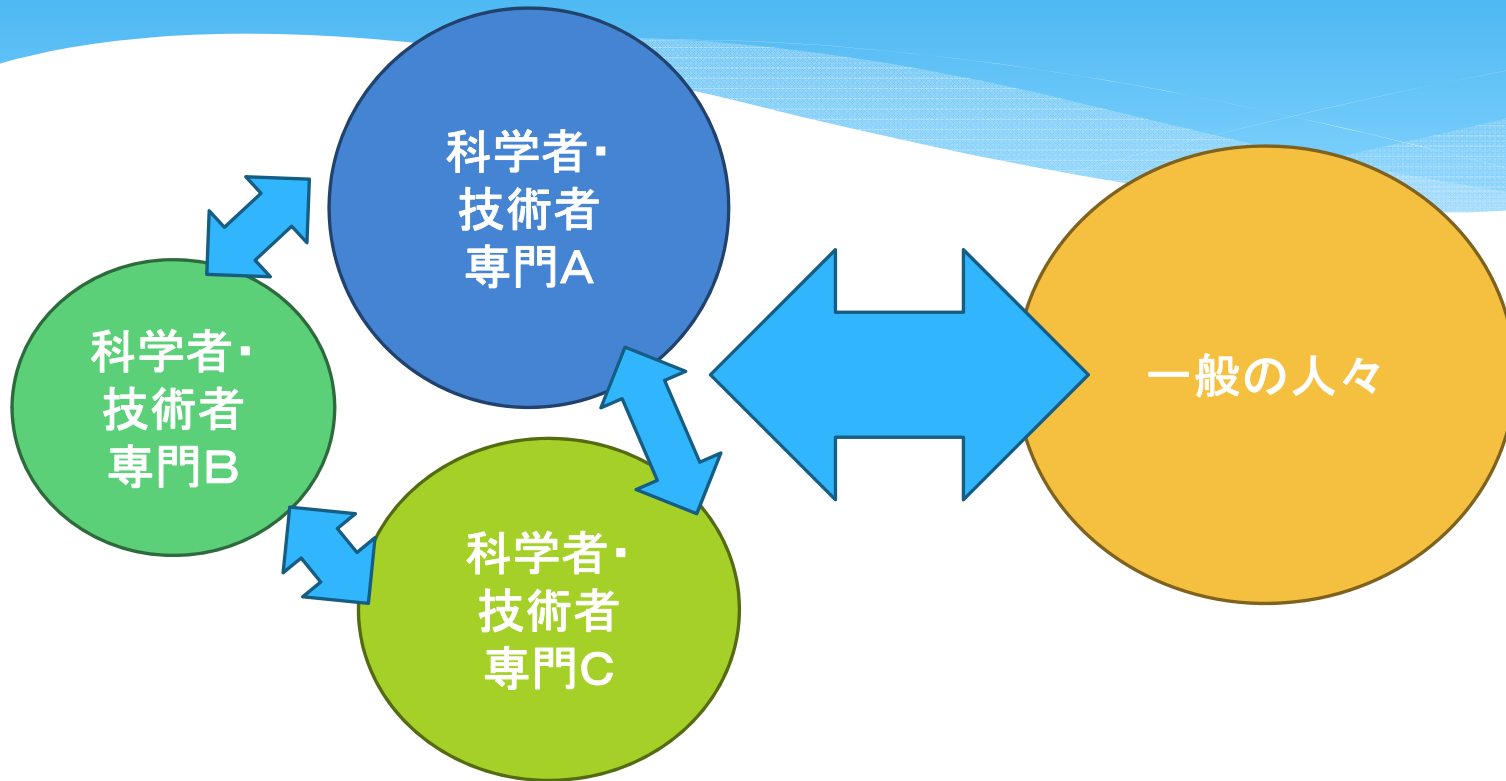 科学者・
技術者
専門A
科学者・
技術者
専門B
科学者・
技術者
専門C
一般の人々